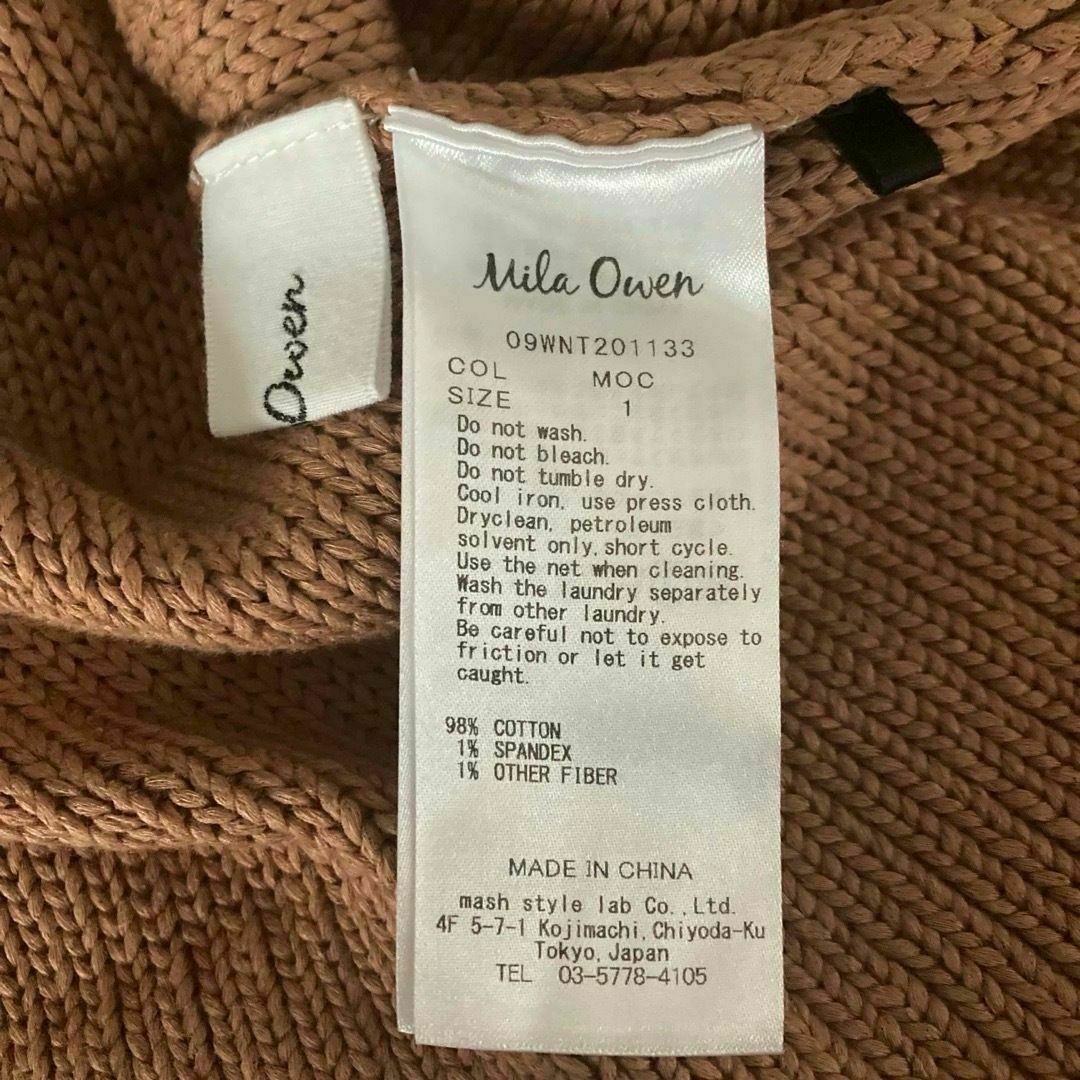 Owen
Mila Owen
09WNT201133
COL MOC
SIZE 1
Do not wash.
Do not bleach.
Do not tumble dry.
Cool iron, use press cloth.
Dryclean, petroleum
solvent only,short cycle.
Use the net when cleaning.
Wash the laundry separately
from other laundry.
Be careful not to expose to
friction or let it get
caught.
98% COTTON
1% SPANDEX
1% OTHER FIBER
MADE IN CHINA
mash style lab Co.,Ltd.
4F 5-7-1 Kojimachi,Chiyoda-Ku
Tokyo,Japan
TEL 03-5778-4105